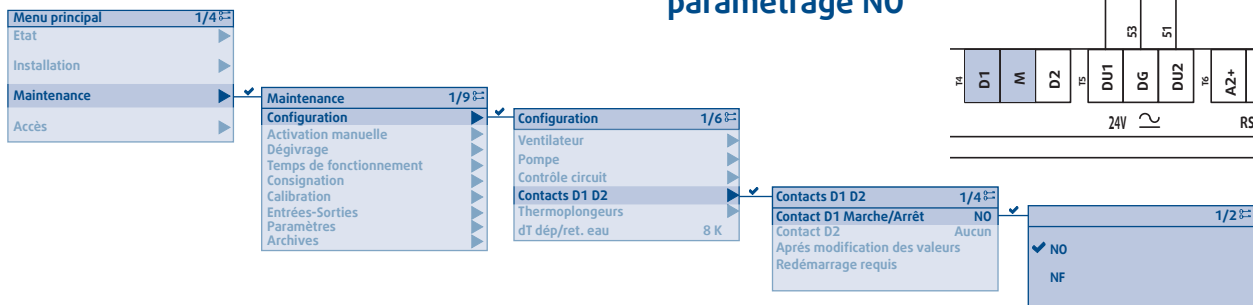 paramétrage NO
Menu principal 1/4
Etat
Installation
Maintenance
Accès
Maintenance 1/9
Configuration
Activation manuelle
Dégivrage
Temps de fonctionnement
Consignation
Calibration
Entrées-Sorties
Paramètres
Archives
Configuration 1/6
Ventilateur
Pompe
Contrôle circuit
Contacts D1 D2
Thermoplongeurs
dT dép/ret. eau 8 K
Contacts D1 D2 1/4
Contact D1 Marche/Arrêt NO
Contact D2 Aucun
Aprés modification des valeurs
Redémarrage requis
1/2
NO
NF
53 51
T4 D1 M D2 T5 DU1 DG DU2 T6 A2+
24V RS